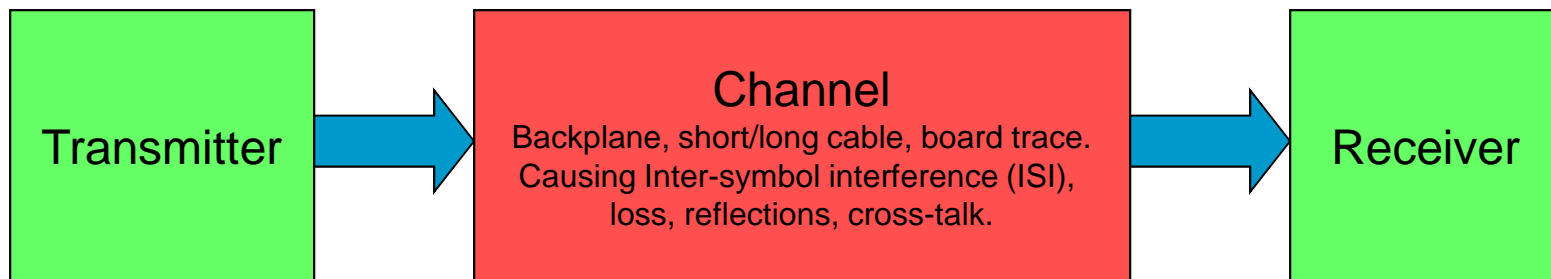 Transmitter
Channel
Backplane, short/long cable, board trace.
Causing Inter-symbol interference (ISI),
loss, reflections, cross-talk.
Receiver